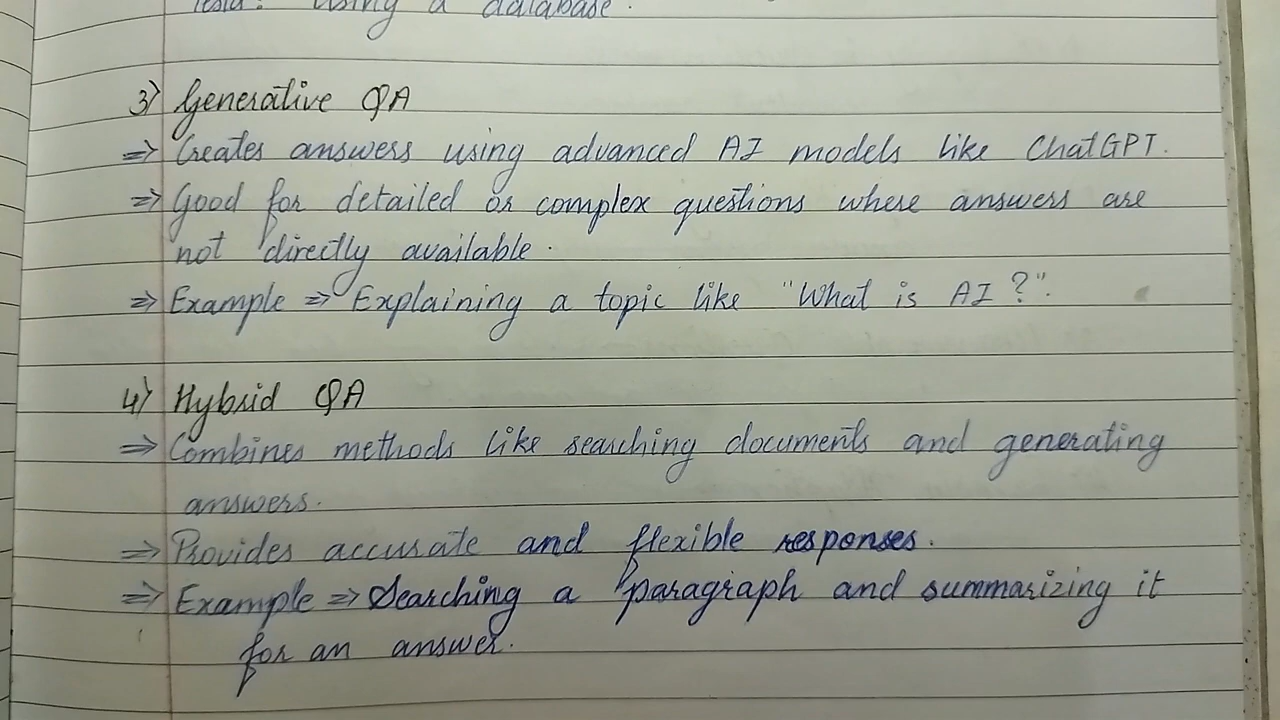 using a database.
3) Generative QA
⇒ Creates answers using advanced AI models like ChatGPT.
⇒ Good for detailed or complex questions where answers are
not directly available.
⇒ Example ⇒ Explaining a topic like "What is AI ?".
4) Hybrid QA
⇒ Combines methods like searching documents and generating
answers.
⇒ Provides accurate and flexible responses.
⇒ Example ⇒ Searching a paragraph and summarizing it
for an answer.